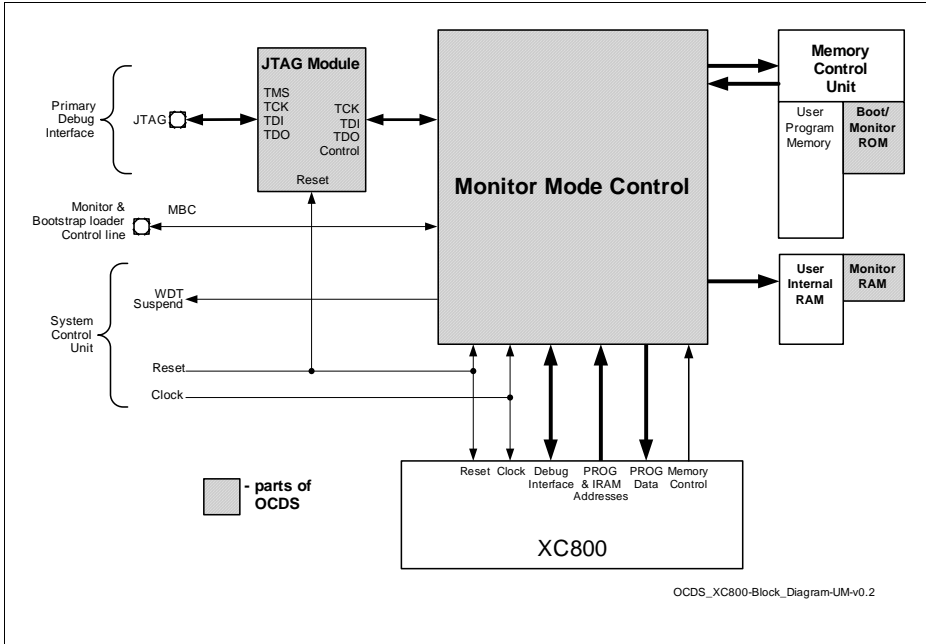 JTAG Module
TMS
TCK
TDI
TDO
TCK
TDI
TDO
Control
Reset
Primary
Debug
Interface
JTAG
Monitor &
Bootstrap loader
Control line
MBC
WDT
Suspend
System
Control
Unit
Reset
Clock
Monitor Mode Control
Memory
Control
Unit
User
Program
Memory
Boot/
Monitor
ROM
User
Internal
RAM
Monitor
RAM
Reset
Clock
Debug
Interface
PROG
& IRAM
Addresses
PROG
Data
Memory
Control
XC800
- parts of
OCDS
OCDS_XC800-Block_Diagram-UM-v0.2